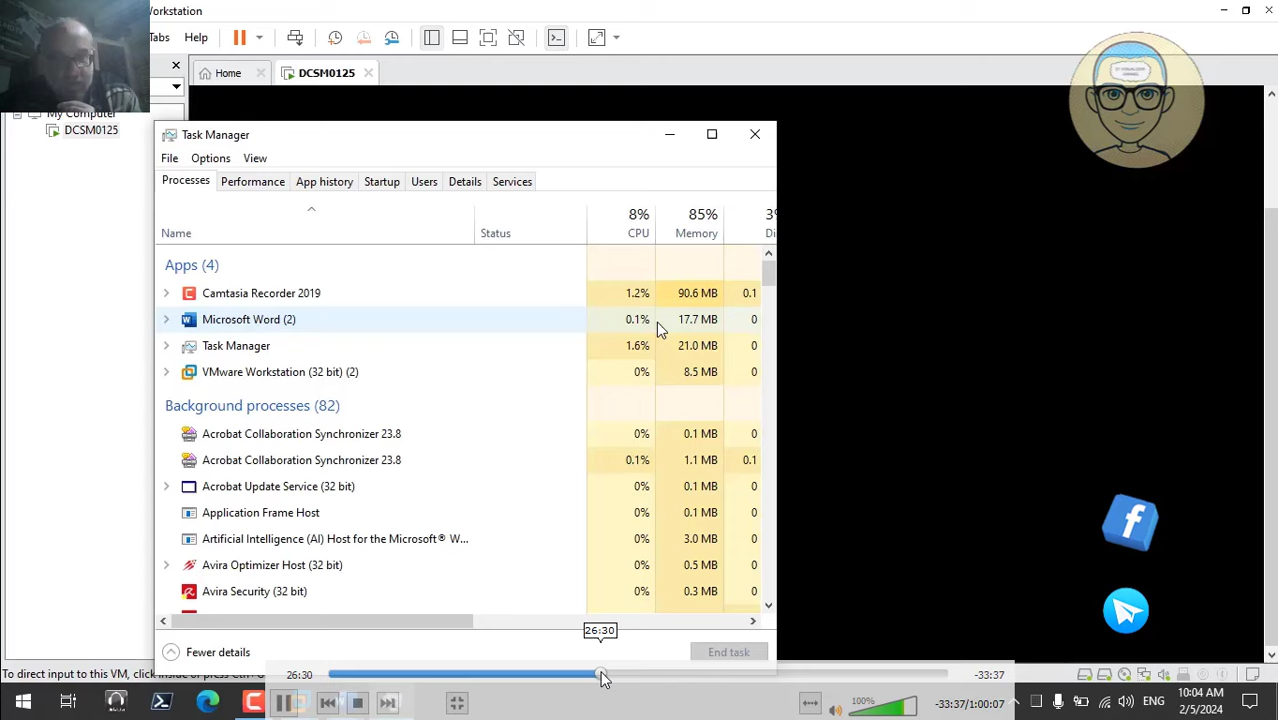 Workstation
Tabs Help
Home
DCSM0125
My Computer
DCSM0125
Task Manager
File Options View
Processes Performance App history Startup Users Details Services
8% 85% 3%
Name Status CPU Memory Di
Apps (4)
Camtasia Recorder 2019 1.2% 90.6 MB 0.1
Microsoft Word (2) 0.1% 17.7 MB 0
Task Manager 1.6% 21.0 MB 0
VMware Workstation (32 bit) (2) 0% 8.5 MB 0
Background processes (82)
Acrobat Collaboration Synchronizer 23.8 0% 0.1 MB 0
Acrobat Collaboration Synchronizer 23.8 0.1% 1.1 MB 0.1
Acrobat Update Service (32 bit) 0% 0.1 MB 0
Application Frame Host 0% 0.1 MB 0
Artificial Intelligence (AI) Host for the Microsoft® W... 0% 3.0 MB 0
Avira Optimizer Host (32 bit) 0% 0.5 MB 0
Avira Security (32 bit) 0% 0.3 MB 0
26:30
Fewer details End task
To direct input to this VM, click inside or press Ctrl
26:30 -33:37
100% -33:37/1:00:07
ENG
10:04 AM
2/5/2024